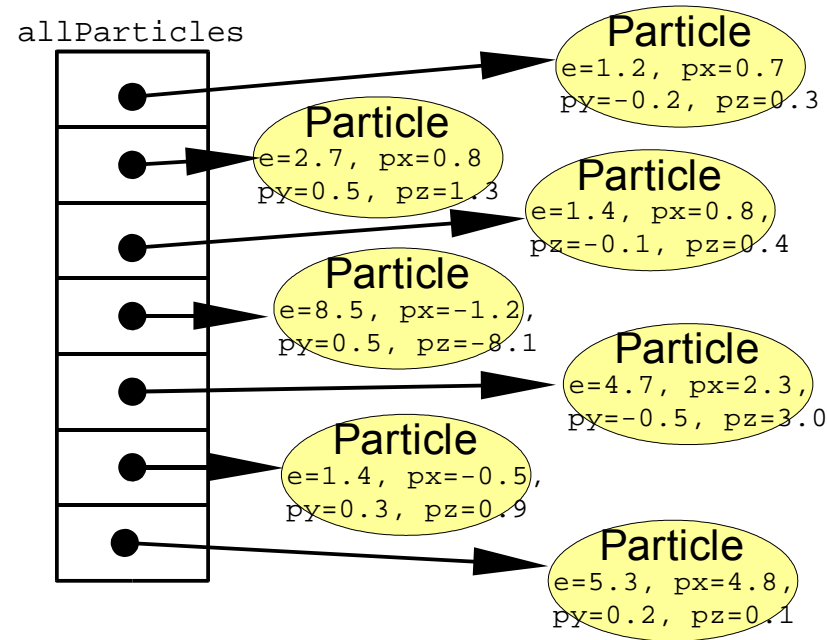 allParticles
Particle
e=1.2, px=0.7
py=-0.2, pz=0.3
Particle
e=2.7, px=0.8
py=0.5, pz=1.3
Particle
e=1.4, px=0.8,
pz=-0.1, pz=0.4
Particle
e=8.5, px=-1.2,
py=0.5, pz=-8.1
Particle
e=4.7, px=2.3,
py=-0.5, pz=3.0
Particle
e=1.4, px=-0.5,
py=0.3, pz=0.9
Particle
e=5.3, px=4.8,
py=0.2, pz=0.1